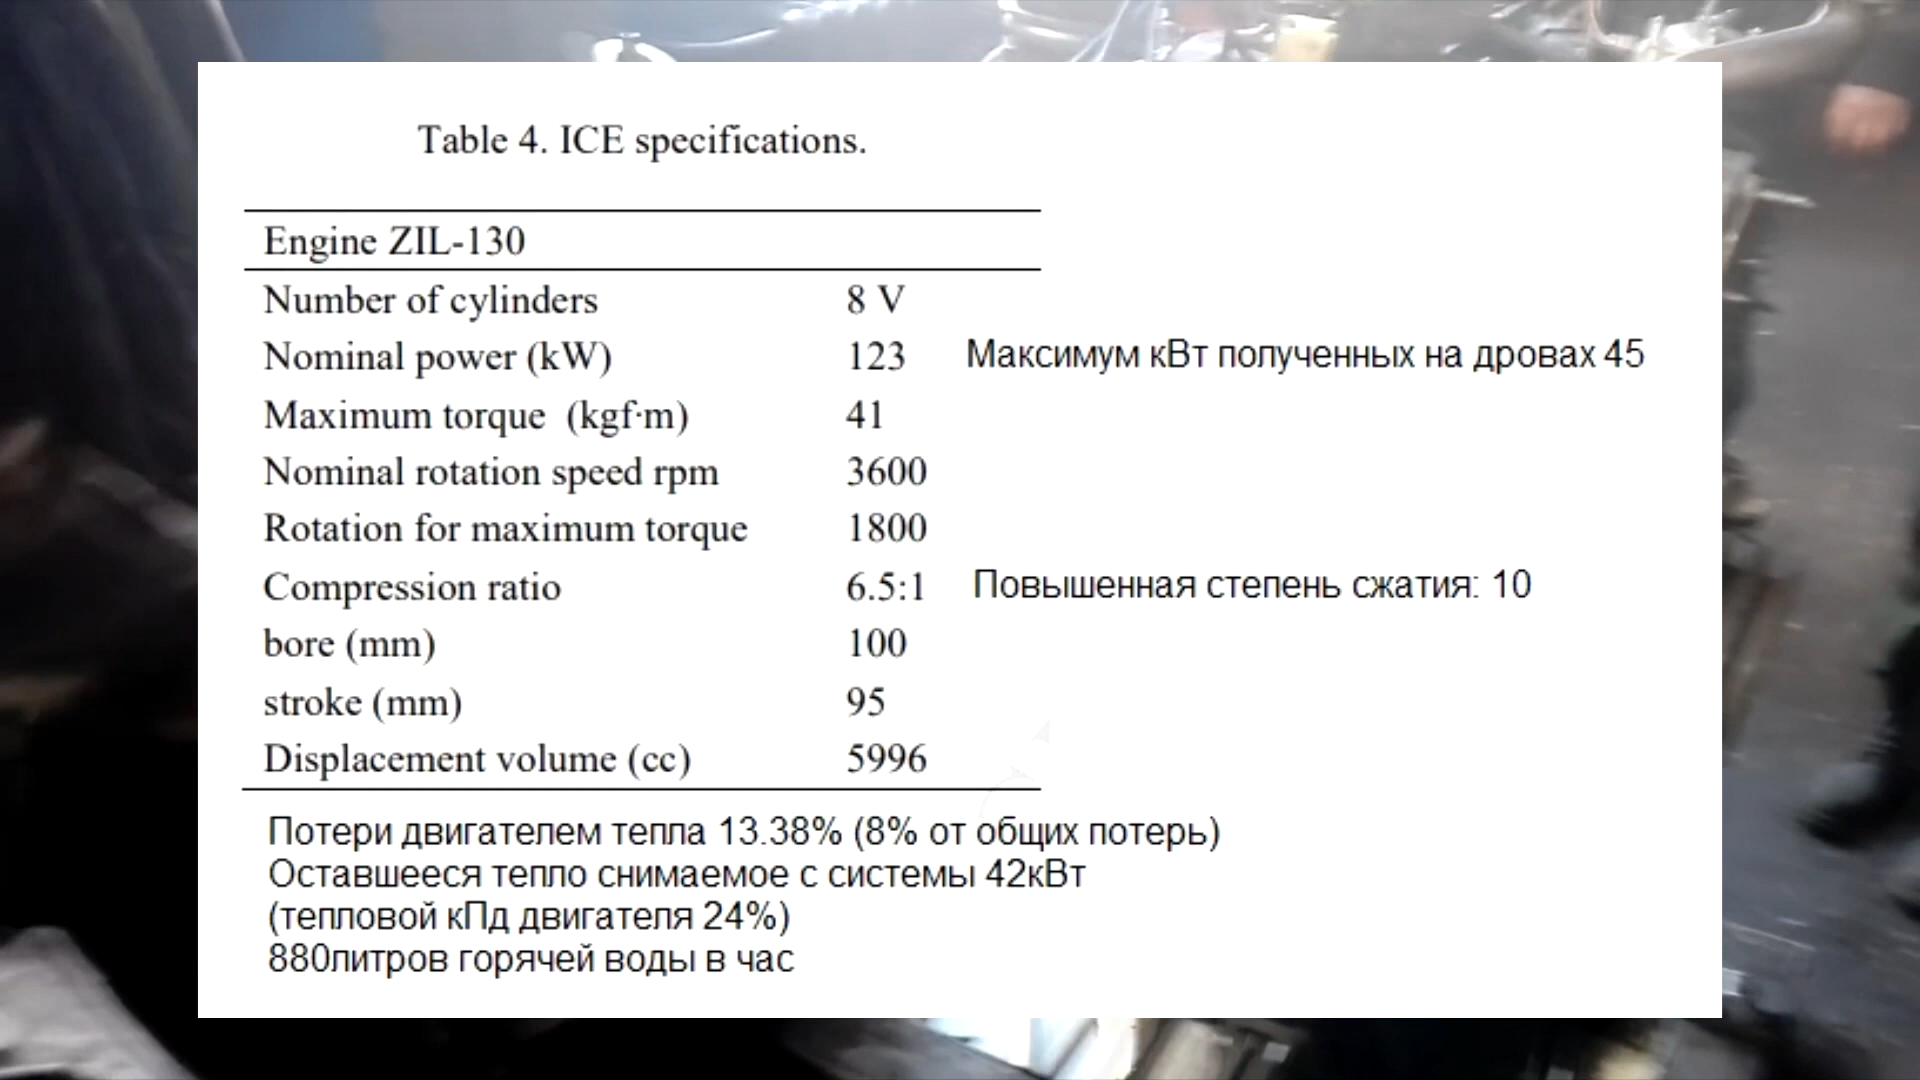 Table 4. ICE specifications.
Engine ZIL-130
Number of cylinders 8 V
Nominal power (kW) 123 Максимум кВт полученных на дровах 45
Maximum torque (kgf·m) 41
Nominal rotation speed rpm 3600
Rotation for maximum torque 1800
Compression ratio 6.5:1 Повышенная степень сжатия: 10
bore (mm) 100
stroke (mm) 95
Displacement volume (cc) 5996
Потери двигателем тепла 13.38% (8% от общих потерь)
Оставшееся тепло снимаемое с системы 42кВт
(тепловой кПд двигателя 24%)
880литров горячей воды в час